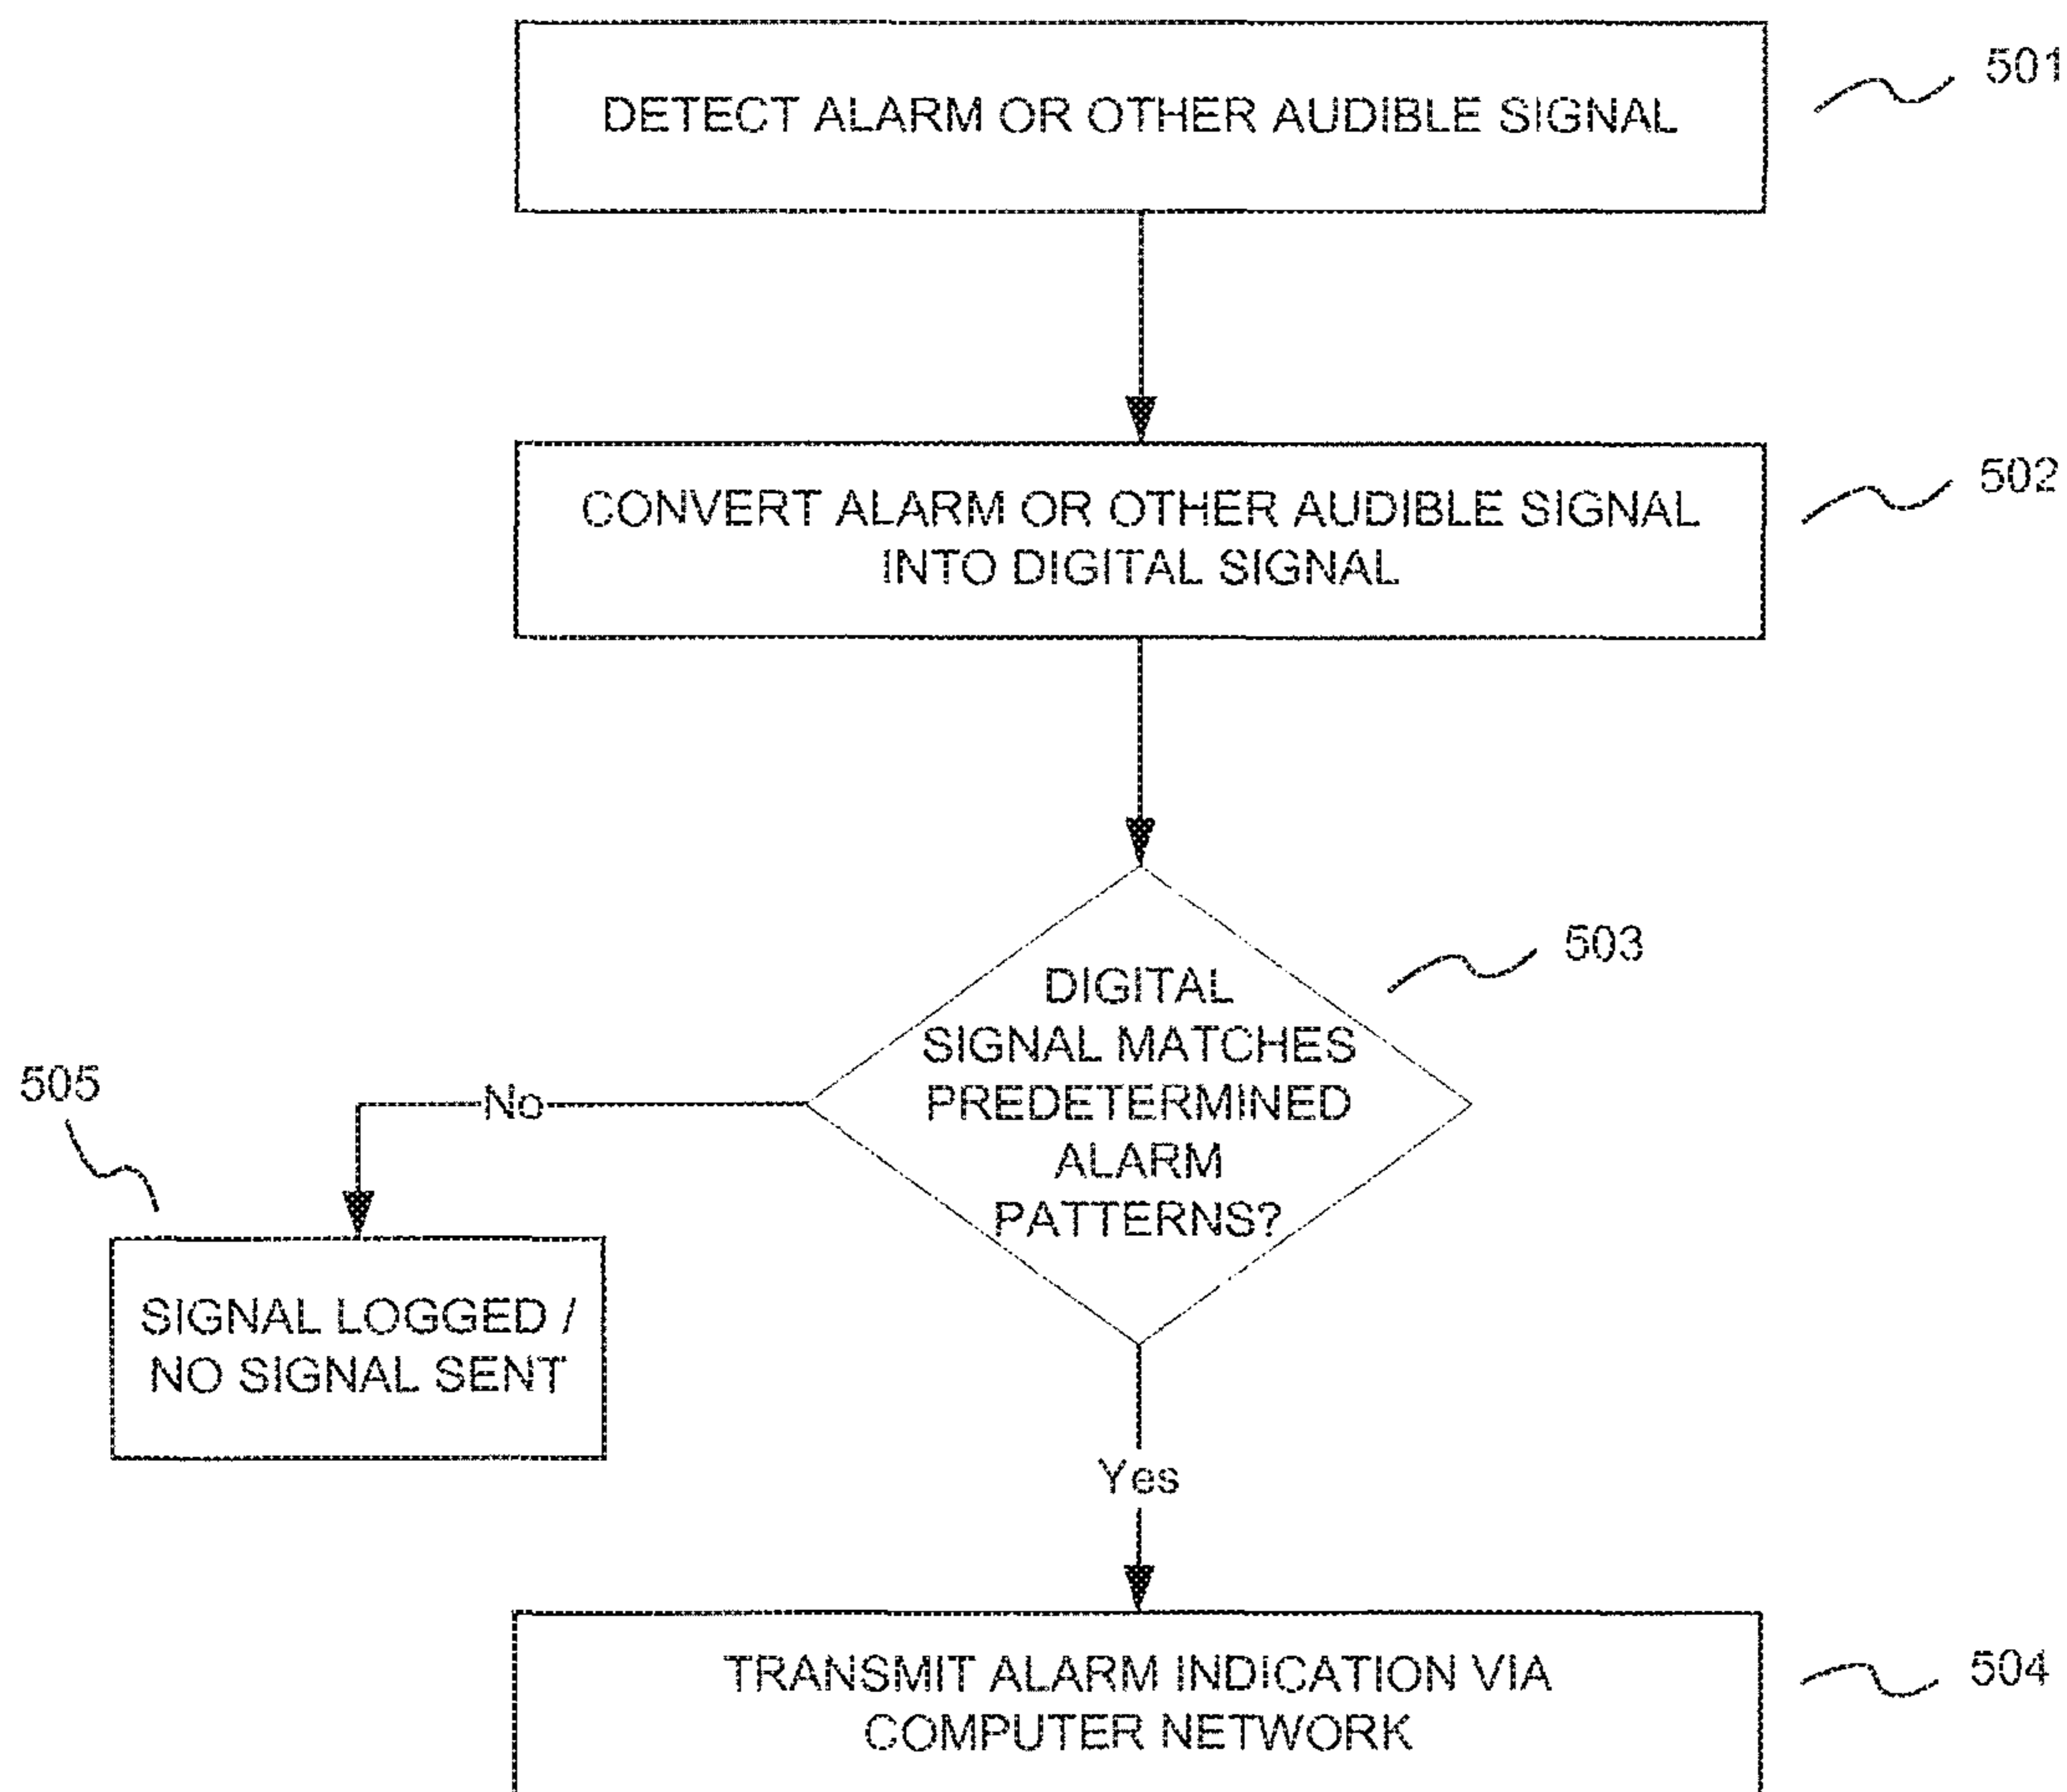 DETECT ALARM OR OTHER AUDIBLE SIGNAL
501
CONVERT ALARM OR OTHER AUDIBLE SIGNAL
INTO DIGITAL SIGNAL
502
DIGITAL
SIGNAL MATCHES
PREDETERMINED
ALARM
PATTERNS?
503
No
505
SIGNAL LOGGED /
NO SIGNAL SENT
Yes
TRANSMIT ALARM INDICATION VIA
COMPUTER NETWORK
504